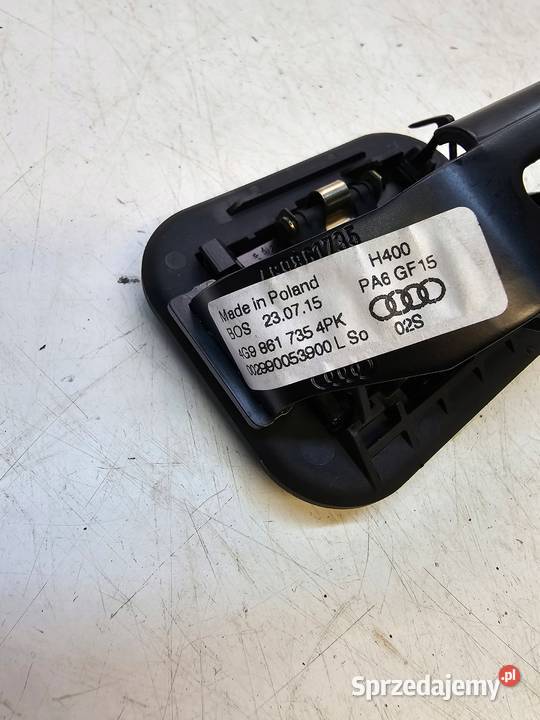 Made in Poland
BOS 23.07.15
4G9 861 735 4PK
002990053900 L So
H400
PA6 GF15
02S
Sprzedajemy.pl